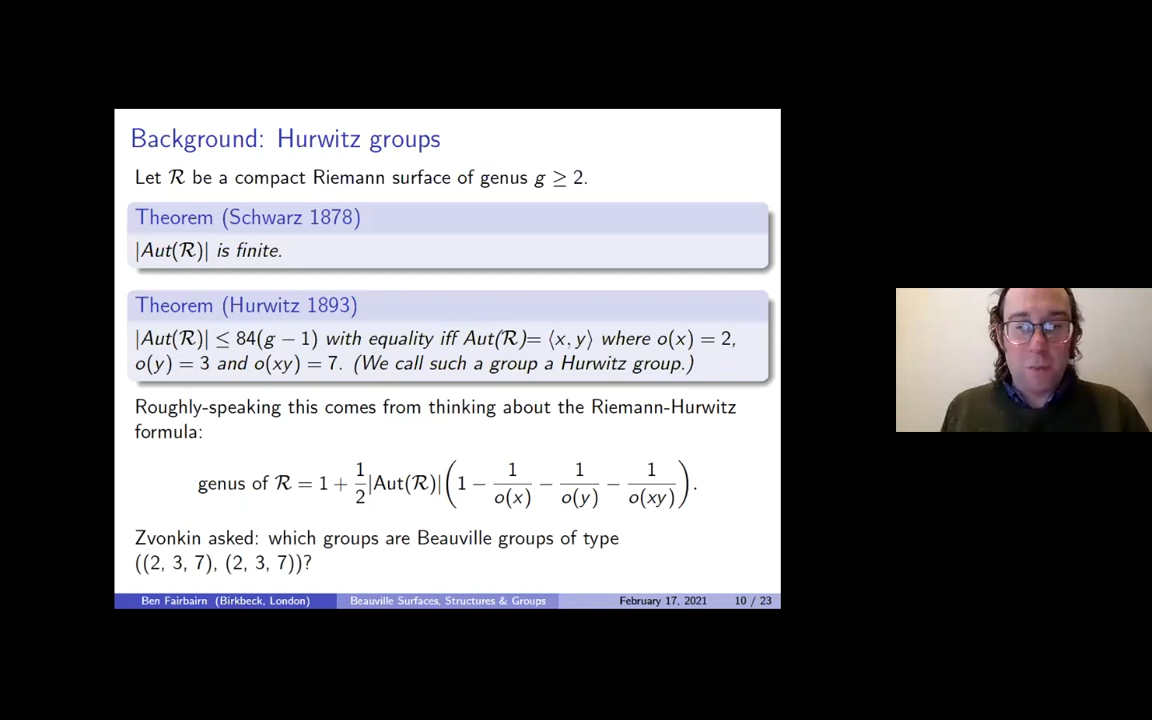 Background: Hurwitz groups
Let ℛ be a compact Riemann surface of genus g ≥ 2.
Theorem (Schwarz 1878)
|Aut(ℛ)| is finite.
Theorem (Hurwitz 1893)
|Aut(ℛ)| ≤ 84(g − 1) with equality iff Aut(ℛ)= ⟨x, y⟩ where o(x) = 2,
o(y) = 3 and o(xy) = 7. (We call such a group a Hurwitz group.)
Roughly-speaking this comes from thinking about the Riemann-Hurwitz
formula:
genus of ℛ = 1 + 1/2 |Aut(ℛ)| (1 − 1/o(x) − 1/o(y) − 1/o(xy)).
Zvonkin asked: which groups are Beauville groups of type
((2, 3, 7), (2, 3, 7))?
Ben Fairbairn (Birkbeck, London) Beauville Surfaces, Structures & Groups February 17, 2021 10 / 23